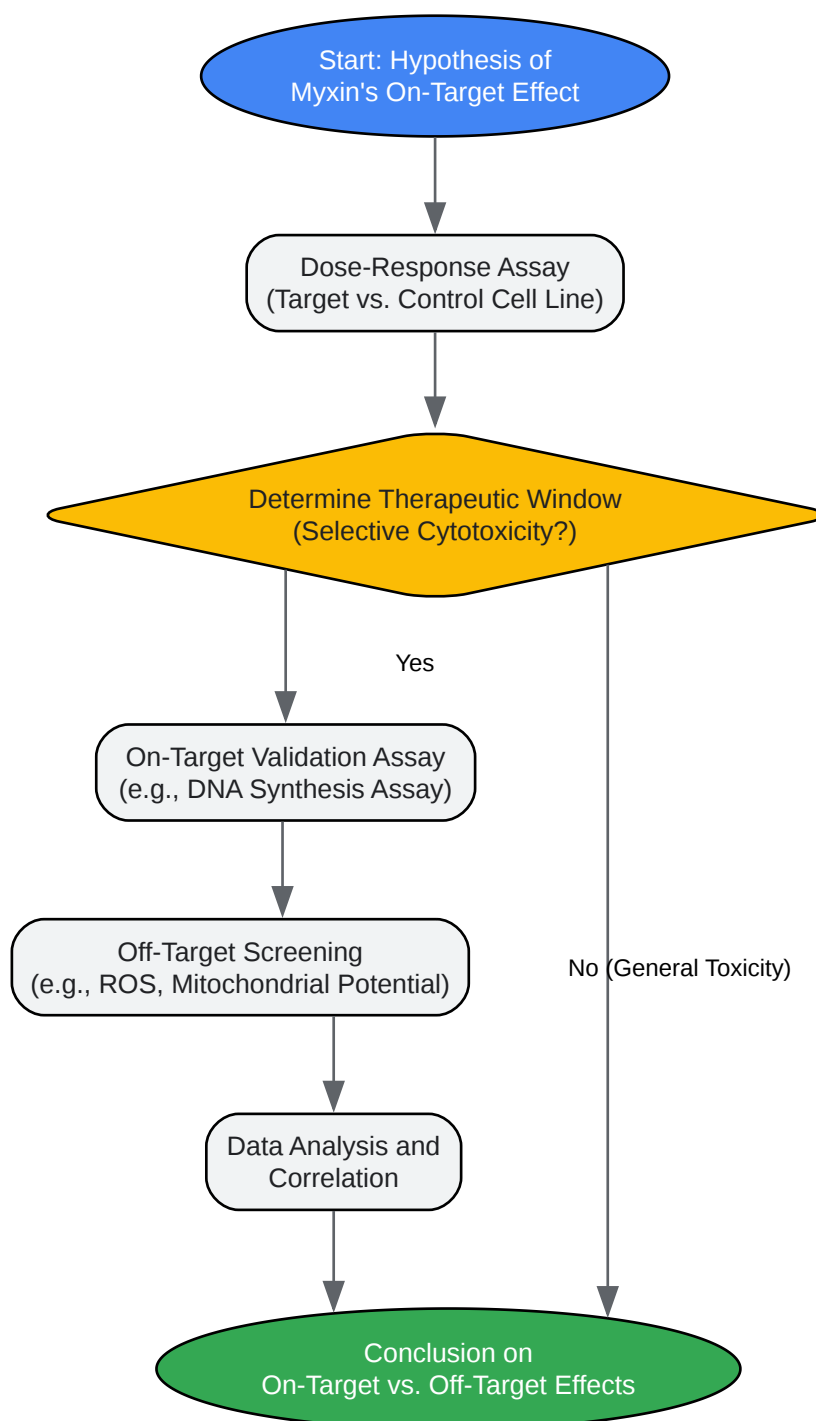 Start: Hypothesis of
Myxin's On-Target Effect
Dose-Response Assay
(Target vs. Control Cell Line)
Determine Therapeutic Window
(Selective Cytotoxicity?)
Yes
On-Target Validation Assay
(e.g., DNA Synthesis Assay)
Off-Target Screening
(e.g., ROS, Mitochondrial Potential)
No (General Toxicity)
Data Analysis and
Correlation
Conclusion on
On-Target vs. Off-Target Effects